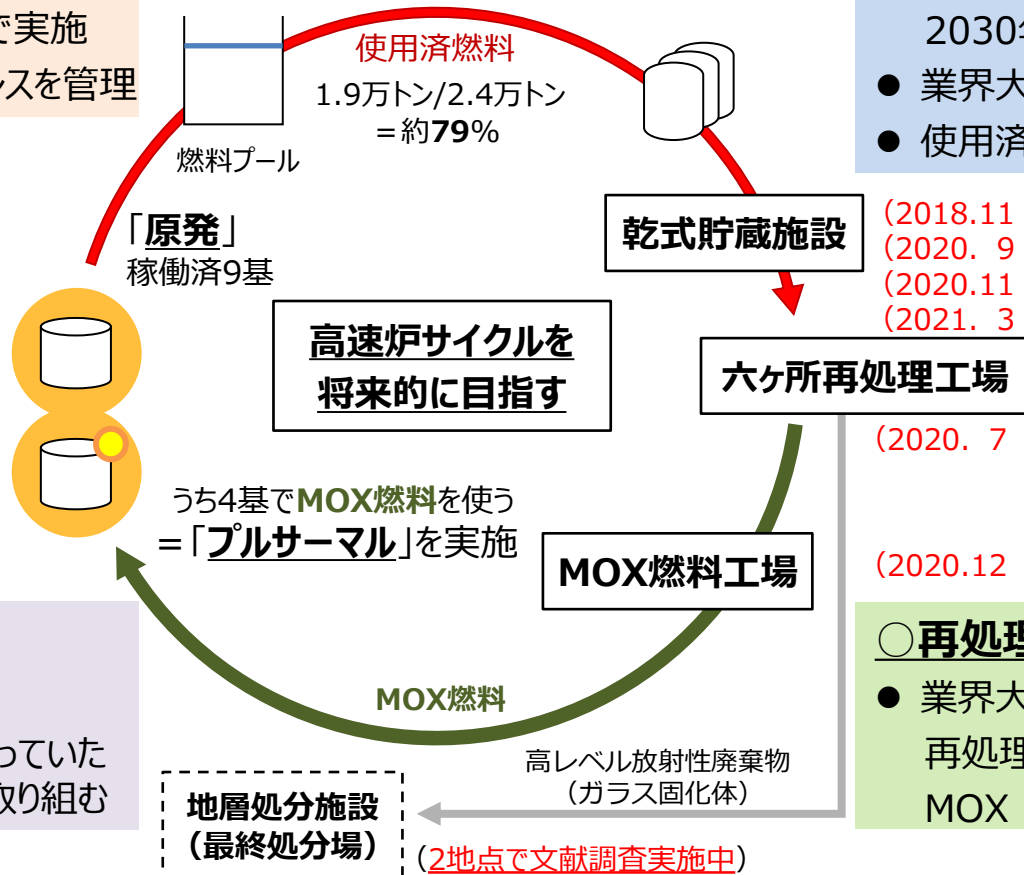 で実施
スを管理
使用済燃料
1.9万トン/2.4万トン
＝約79%
燃料プール
2030
● 業界大
● 使用済
「原発」
稼働済9基
乾式貯蔵施設
（2018.11
（2020. 9
（2020.11
（2021. 3
高速炉サイクルを
将来的に目指す
六ヶ所再処理工場
（2020. 7
うち4基でMOX燃料を使う
＝「プルサーマル」を実施
MOX燃料工場
（2020.12
っていた
取り組む
MOX燃料
高レベル放射性廃棄物
（ガラス固化体）
地層処分施設
（最終処分場）
（2地点で文献調査実施中）
○再処理
● 業界大
再処理
MOX